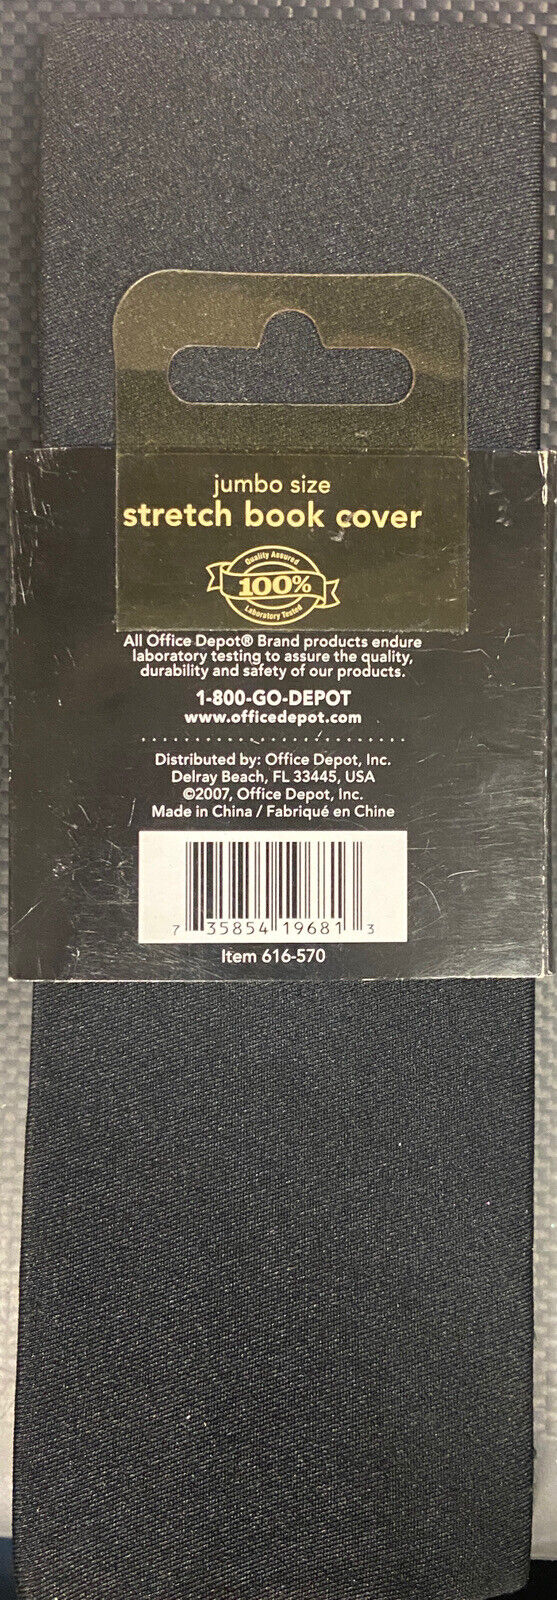 jumbo size
stretch book cover
Quality Assured
100%
Laboratory Tested
All Office Depot® Brand products endure
laboratory testing to assure the quality,
durability and safety of our products.
1-800-GO-DEPOT
www.officedepot.com
Distributed by: Office Depot, Inc.
Delray Beach, FL 33445, USA
©2007, Office Depot, Inc.
Made in China / Fabriqué en Chine
7 35854 19681 3
Item 616-570